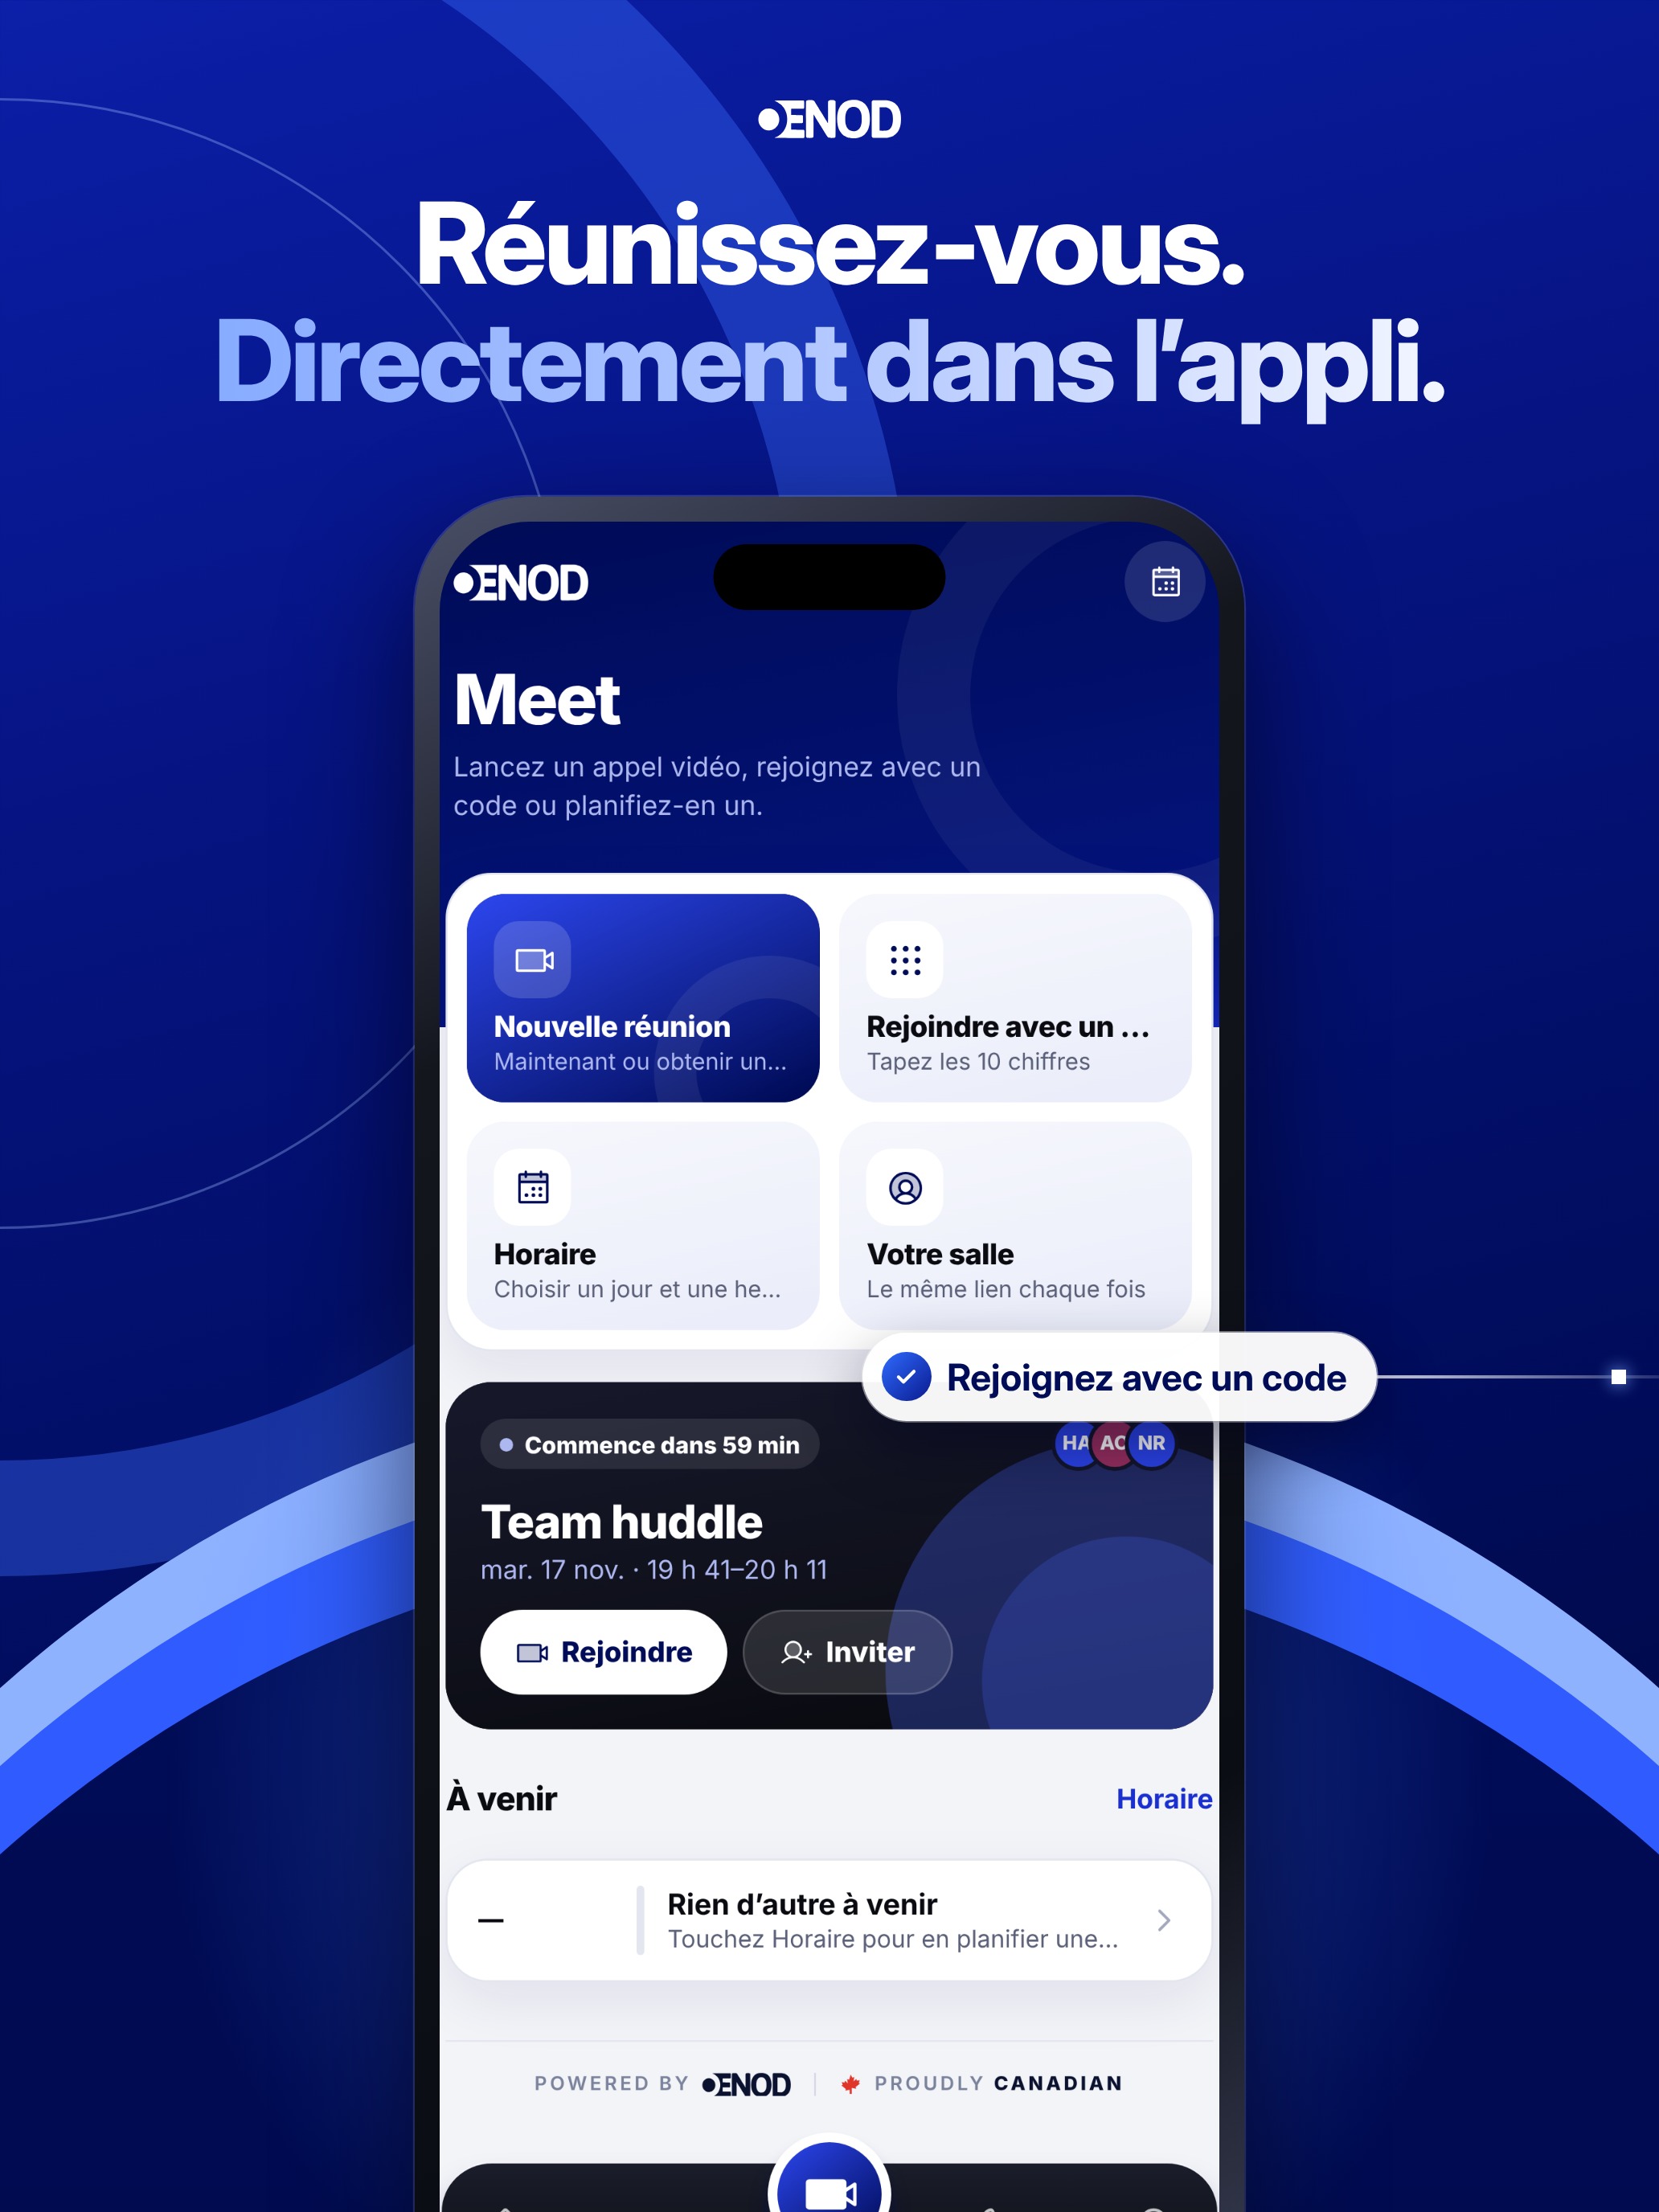 ENOD
Réunissez-vous.
Directement dans l’appli.
ENOD
Meet
Lancez un appel vidéo, rejoignez avec un
code ou planifiez-en un.
Nouvelle réunion
Maintenant ou obtenir un...
Rejoindre avec un ...
Tapez les 10 chiffres
Horaire
Choisir un jour et une he...
Votre salle
Le même lien chaque fois
Rejoignez avec un code
Commence dans 59 min
HA AC NR
Team huddle
mar. 17 nov. · 19 h 41–20 h 11
Rejoindre
Inviter
À venir
Horaire
Rien d’autre à venir
Touchez Horaire pour en planifier une...
POWERED BY ENOD
PROUDLY CANADIAN